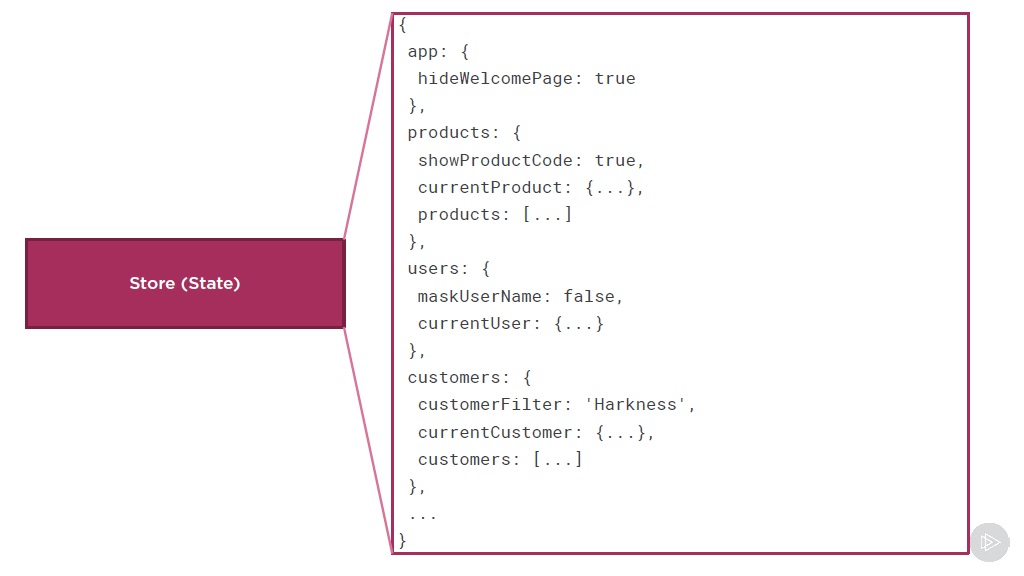 Store (State)
{
app: {
hideWelcomePage: true
},
products: {
showProductCode: true,
currentProduct: {...},
products: [...]
},
users: {
maskUserName: false,
currentUser: {...}
},
customers: {
customerFilter: 'Harkness',
currentCustomer: {...},
customers: [...]
},
...
}